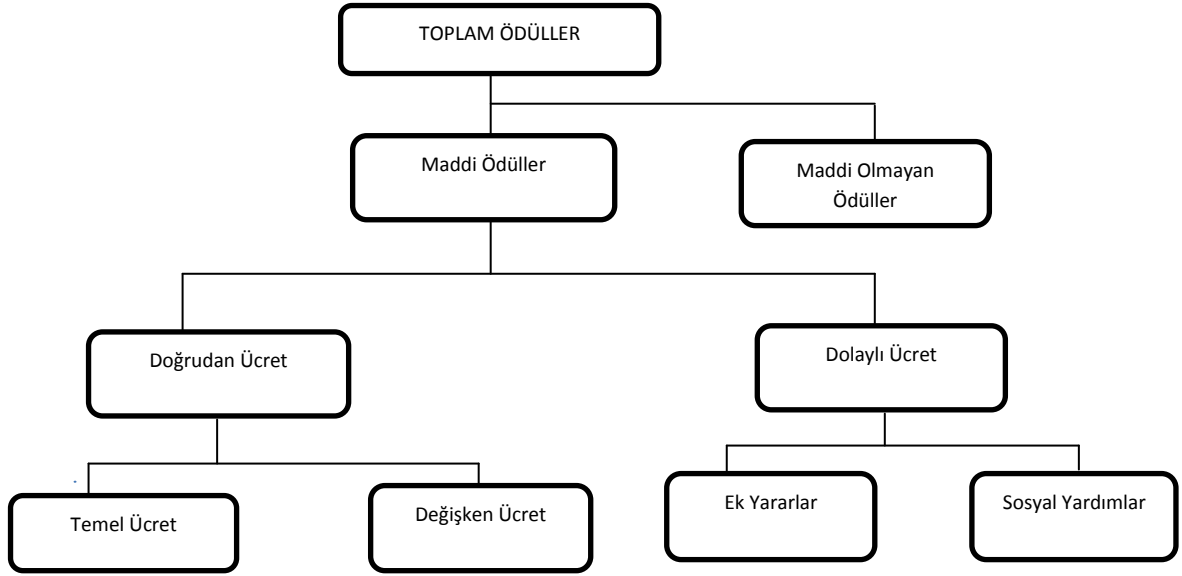 TOPLAM ÖDÜLLER
Maddi Ödüller
Maddi Olmayan
Ödüller
Doğrudan Ücret
Dolaylı Ücret
Temel Ücret
Değişken Ücret
Ek Yararlar
Sosyal Yardımlar